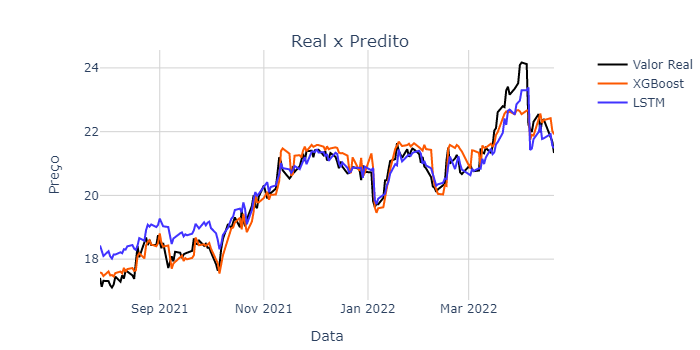 Real x Predito
Valor Real
XGBoost
LSTM
Preço
24
22
20
18
Sep 2021
Nov 2021
Jan 2022
Mar 2022
Data